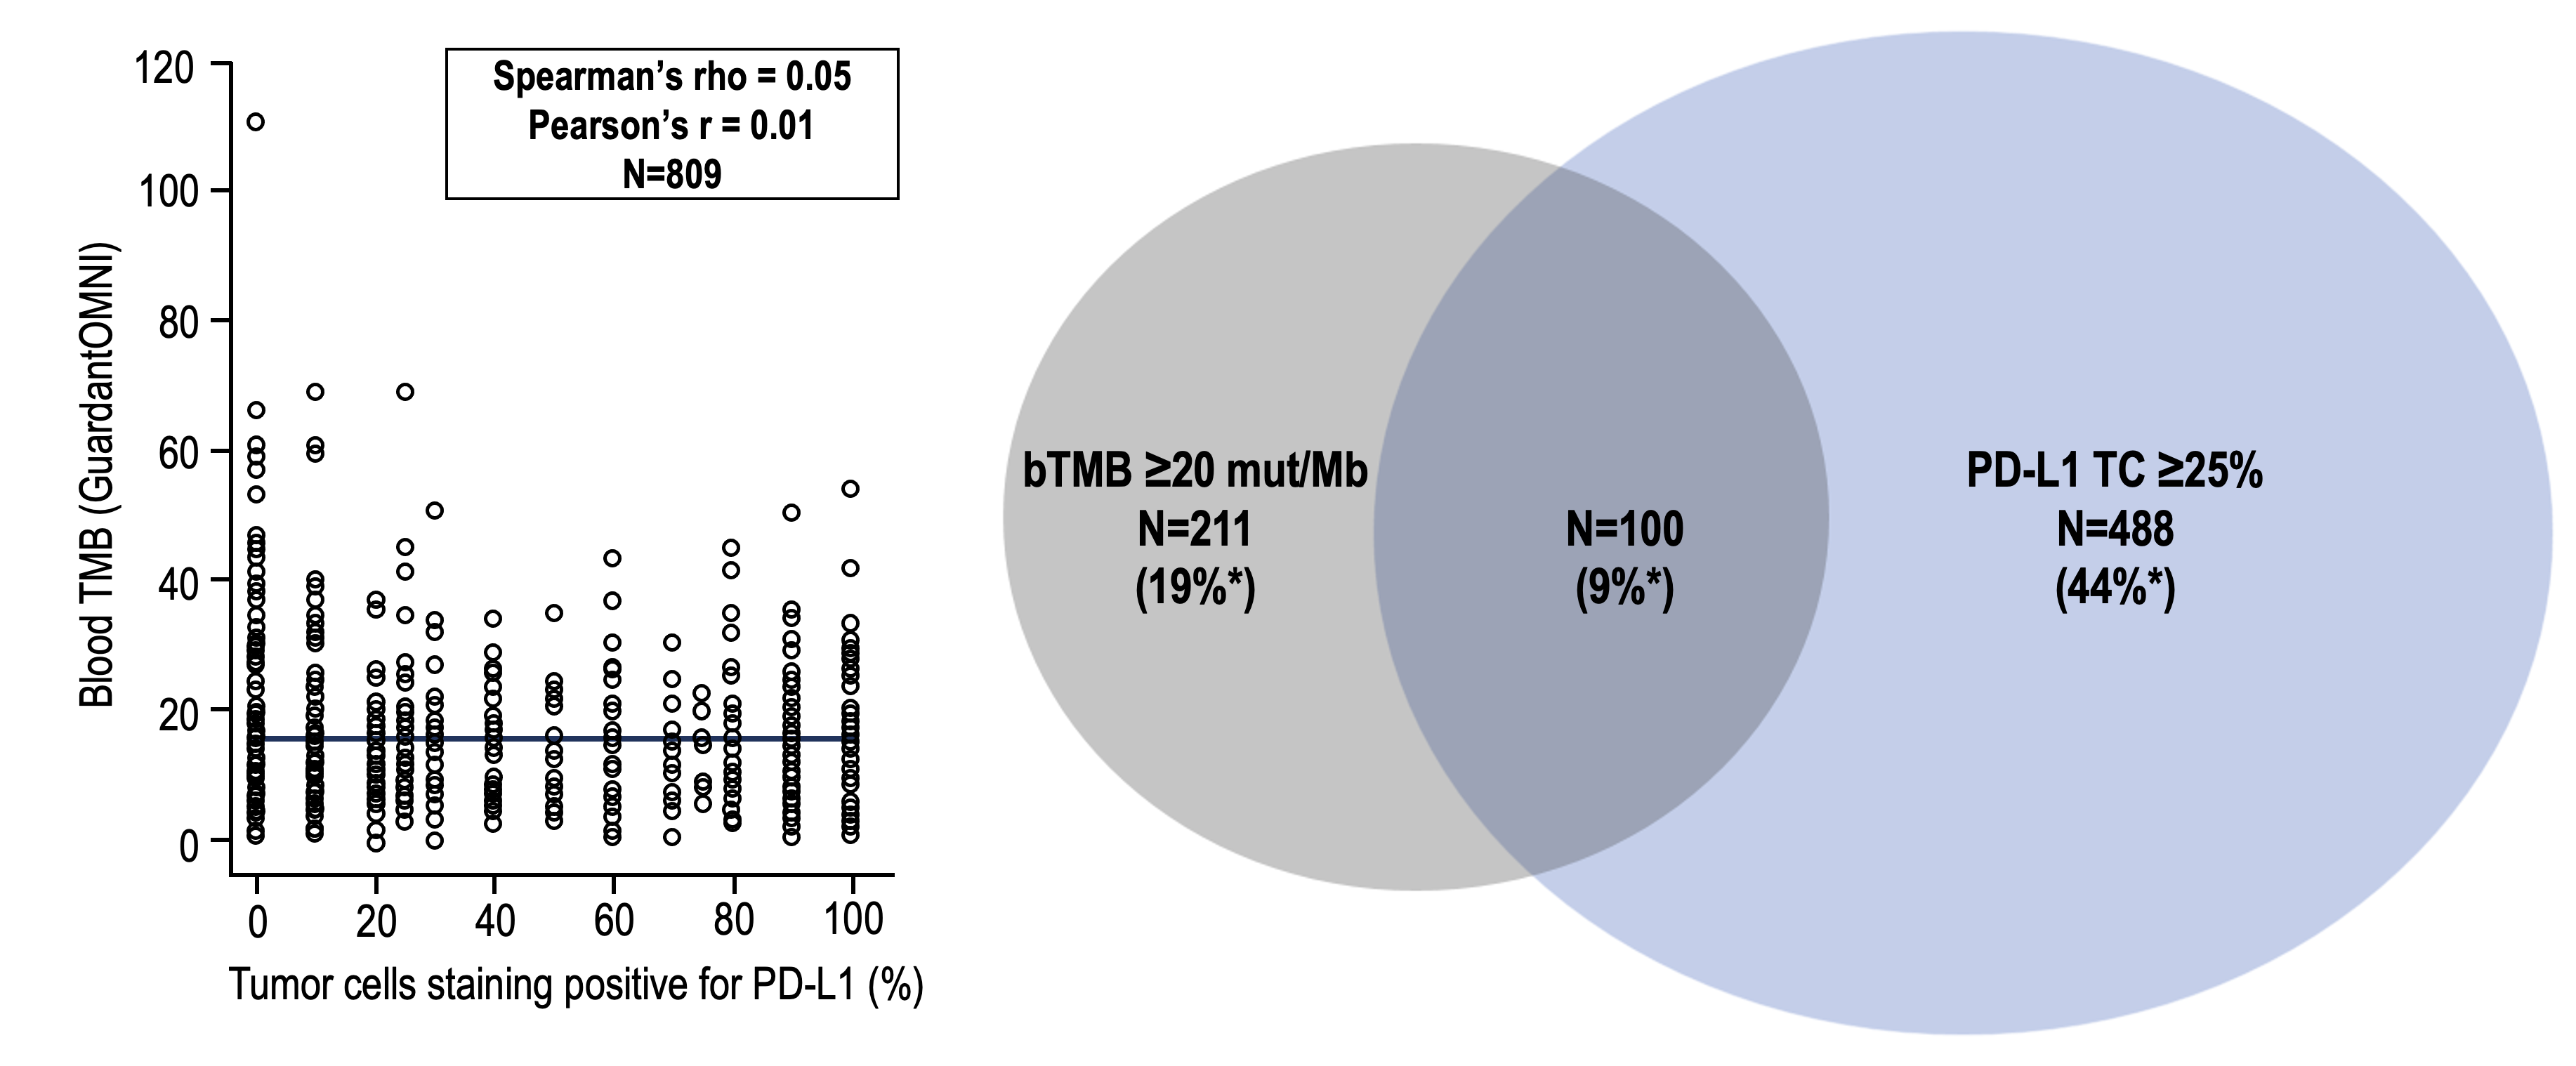 120
100
80
60
40
20
0
Blood TMB (GuardantOMNI)
Spearman’s rho = 0.05
Pearson’s r = 0.01
N=809
0 20 40 60 80 100
Tumor cells staining positive for PD-L1 (%)
bTMB ≥20 mut/Mb
N=211
(19%*)
N=100
(9%*)
PD-L1 TC ≥25%
N=488
(44%*)